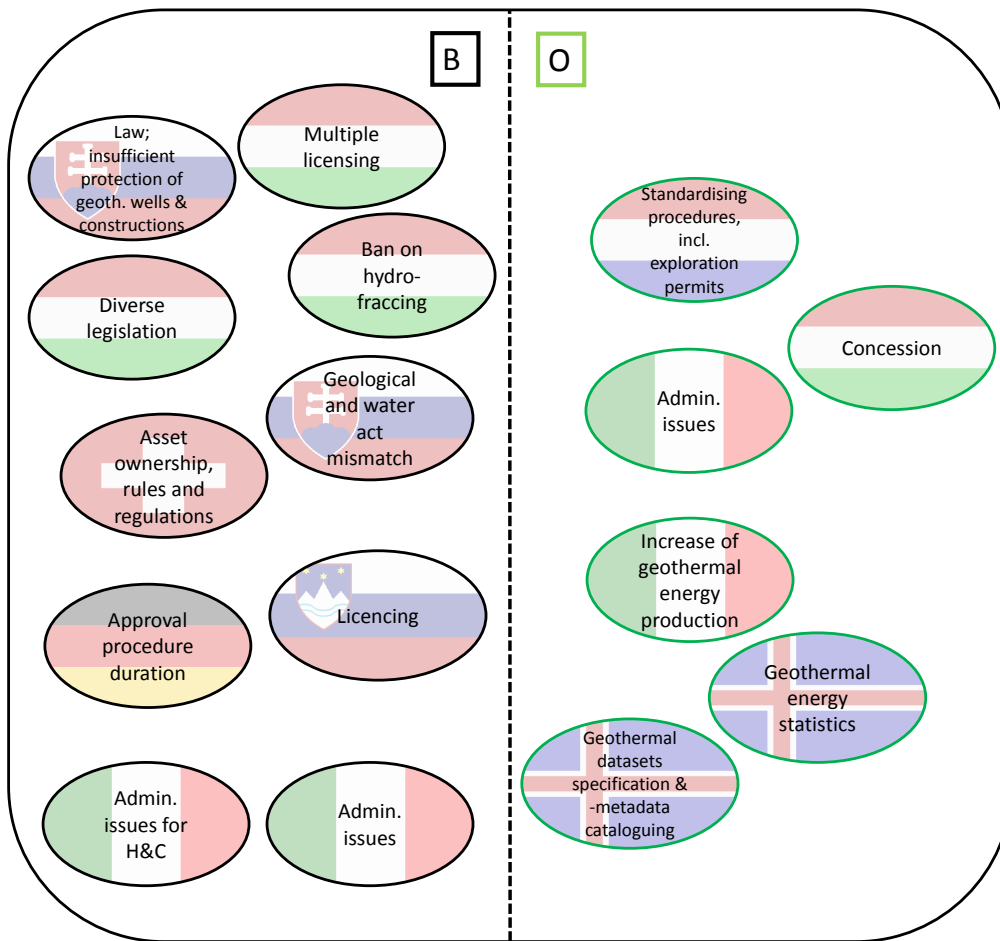 B
Law;
insufficient
protection of
geoth. wells &
constructions
Multiple
licensing
Diverse
legislation
Ban on
hydro-
fraccing
Geological
and water
act
mismatch
Asset
ownership,
rules and
regulations
Approval
procedure
duration
Licencing
Admin.
issues for
H&C
Admin.
issues
O
Standardising
procedures,
incl.
exploration
permits
Concession
Admin.
issues
Increase of
geothermal
energy
production
Geothermal
energy
statistics
Geothermal
datasets
specification &
-metadata
cataloguing